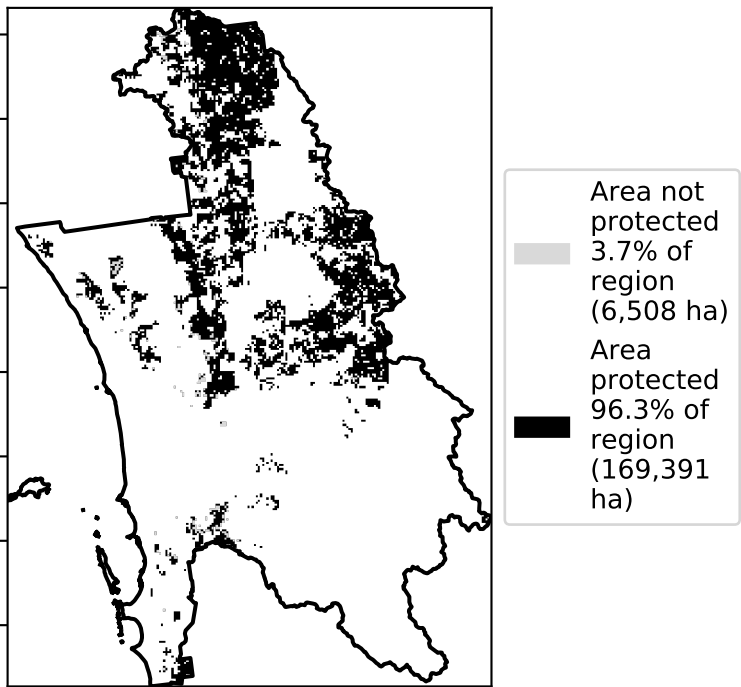 Area not
protected
3.7% of
region
(6,508 ha)
Area
protected
96.3% of
region
(169,391
ha)